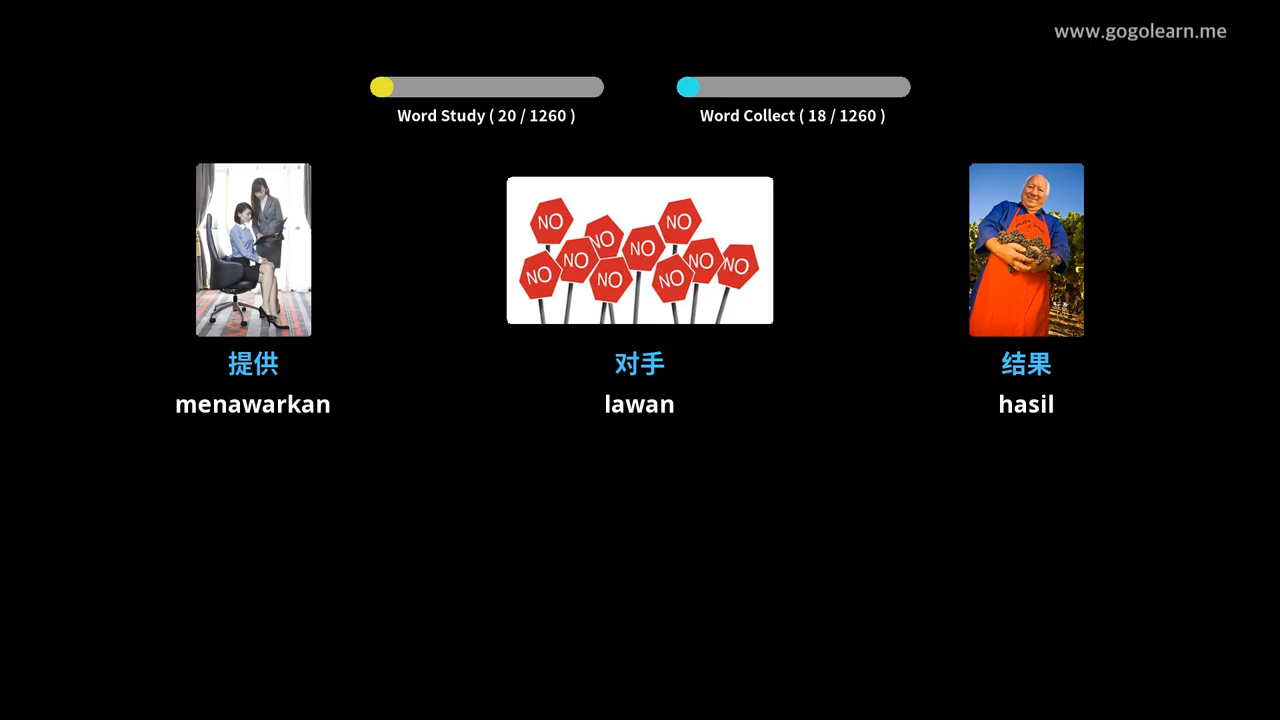 www.gogolearn.me
Word Study ( 20 / 1260 )
Word Collect ( 18 / 1260 )
NO
NO
NO
NO
NO
NO
NO
NO
NO
NO
提供
对手
结果
menawarkan
lawan
hasil